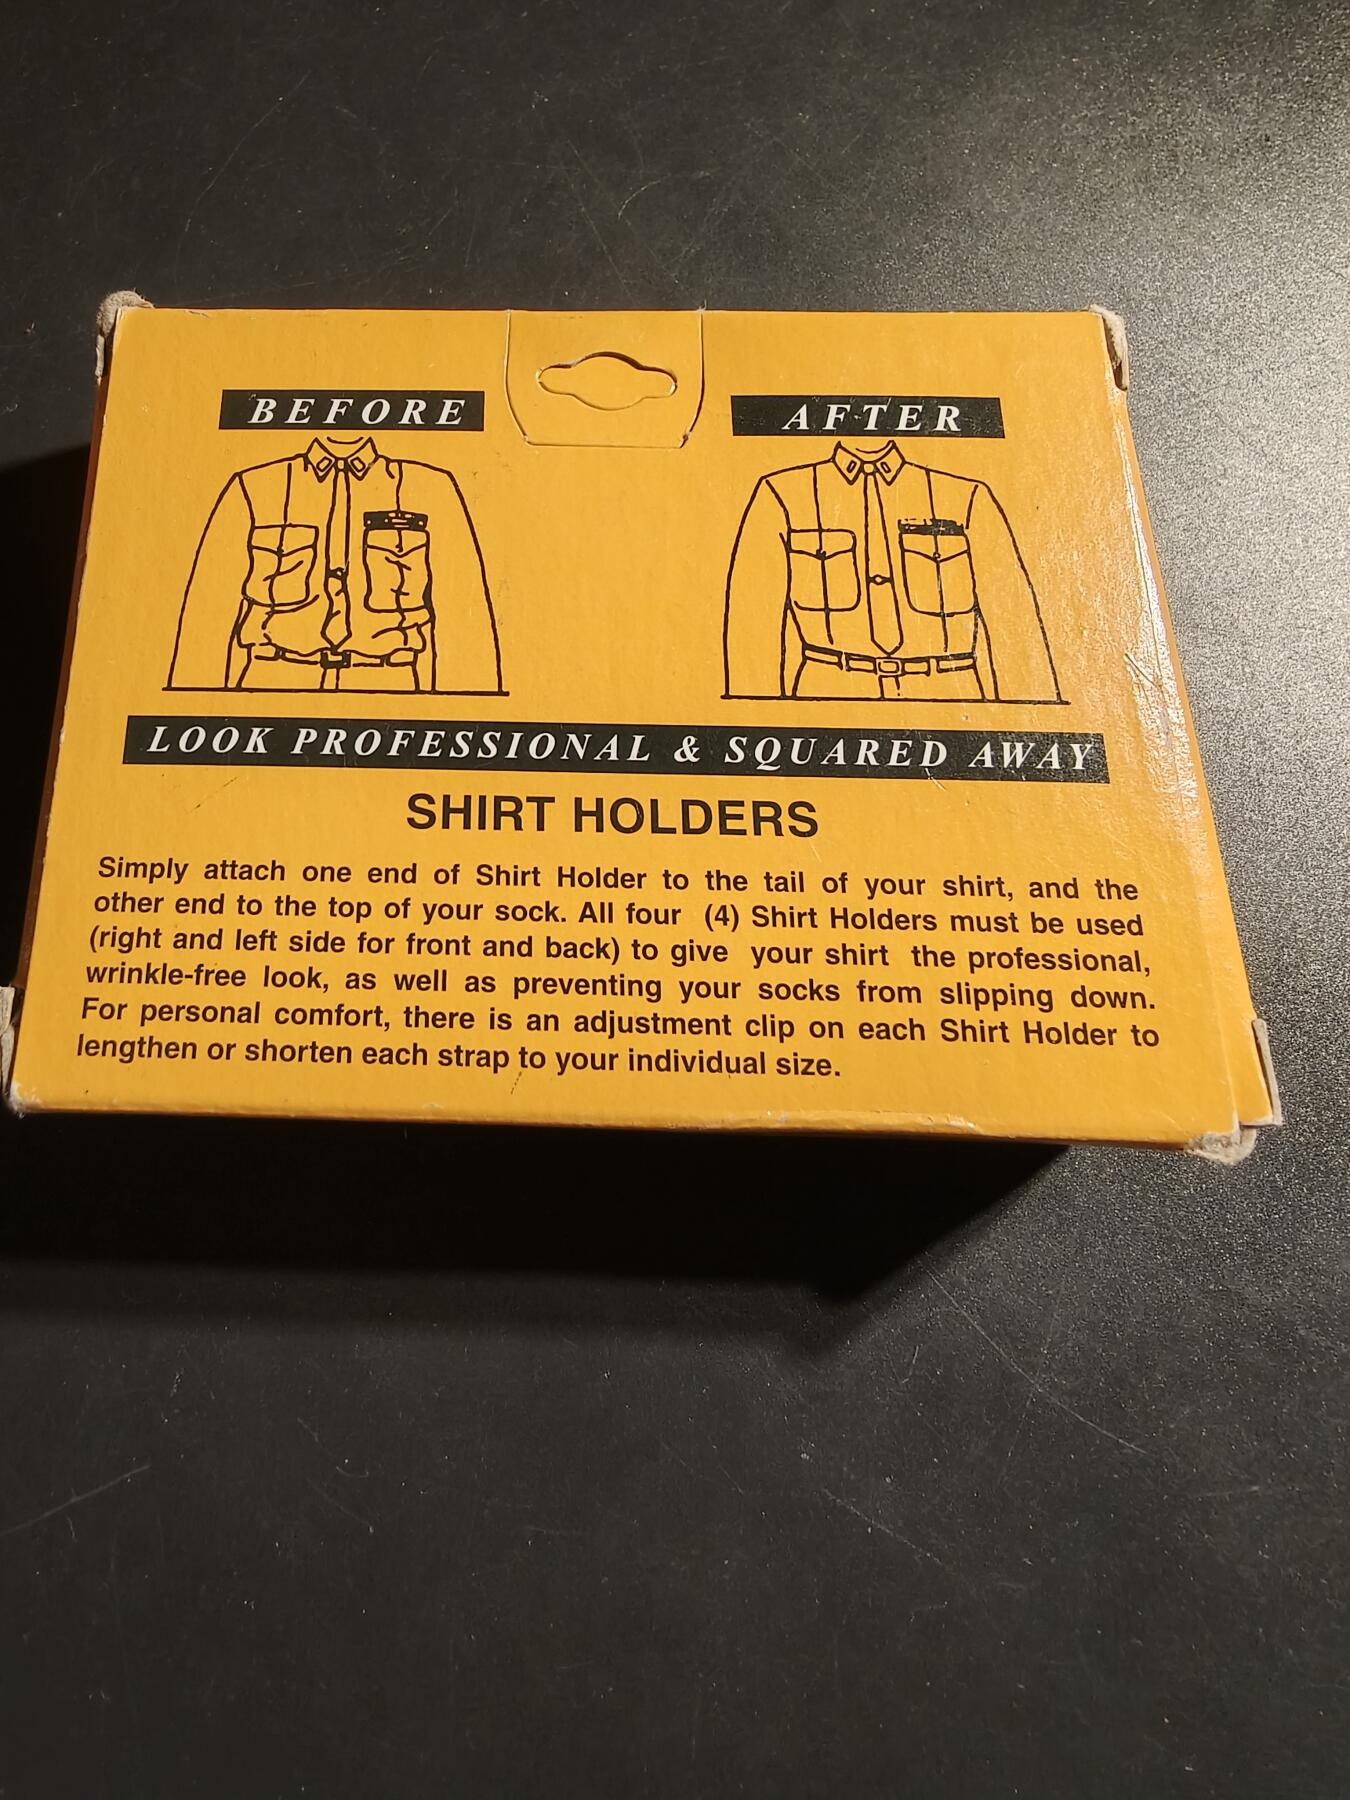 BEFORE
AFTER
LOOK PROFESSIONAL & SQUARED AWAY
SHIRT HOLDERS
Simply attach one end of Shirt Holder to the tail of your shirt, and the
other end to the top of your sock. All four (4) Shirt Holders must be used
(right and left side for front and back) to give your shirt the professional,
wrinkle-free look, as well as preventing your socks from slipping down.
For personal comfort, there is an adjustment clip on each Shirt Holder to
lengthen or shorten each strap to your individual size.